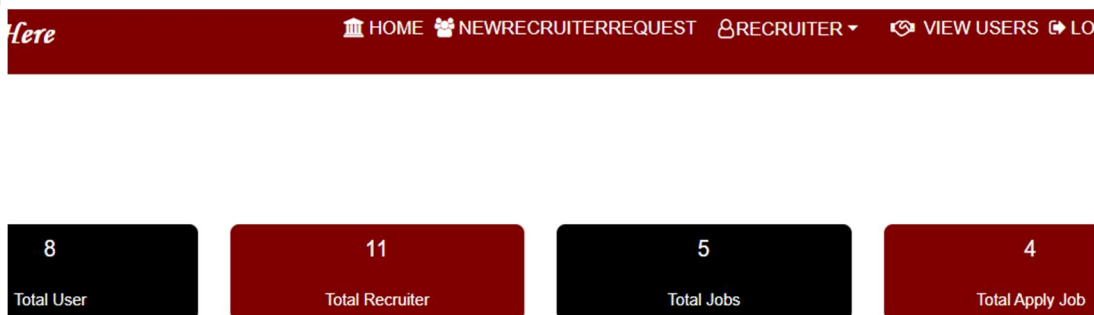 Here
HOME NEWRECRUITERREQUEST RECRUITER VIEW USERS LO
8
Total User
11
Total Recruiter
5
Total Jobs
4
Total Apply Job